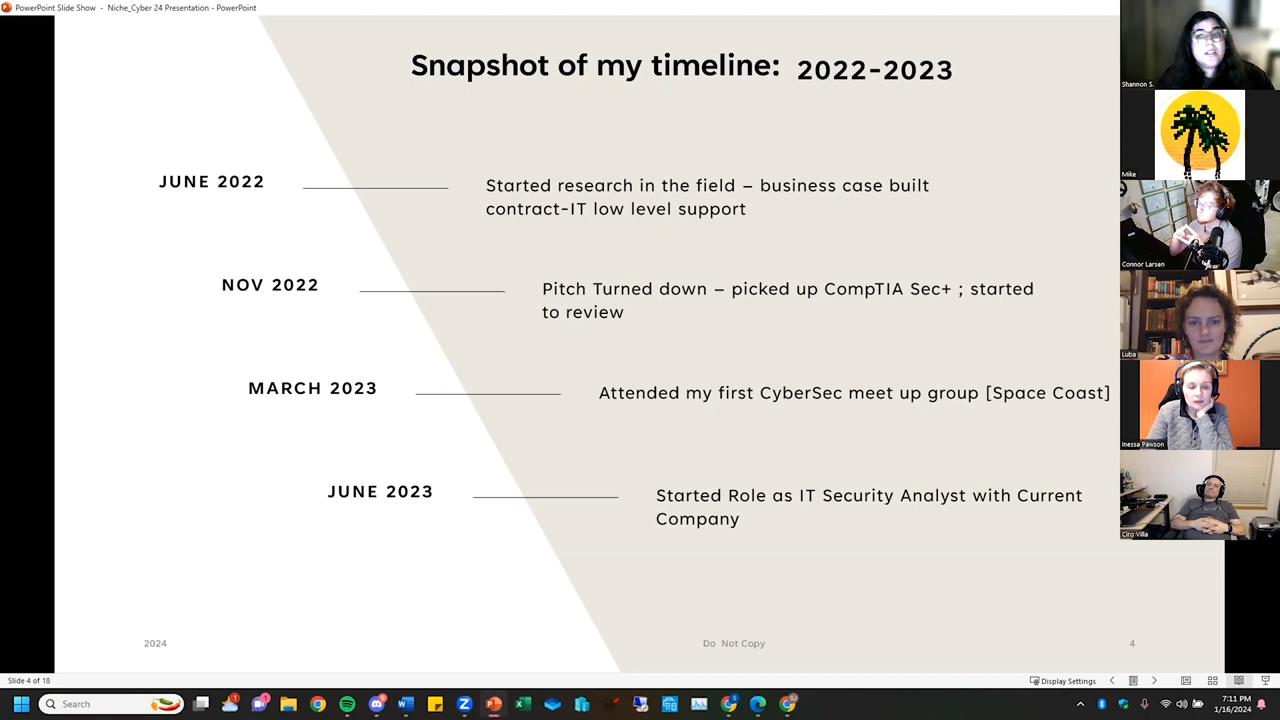 PowerPoint Slide Show - Niche_Cyber 24 Presentation - PowerPoint
Snapshot of my timeline: 2022-2023
JUNE 2022
Started research in the field – business case built
contract-IT low level support
NOV 2022
Pitch Turned down – picked up CompTIA Sec+ ; started
to review
MARCH 2023
Attended my first CyberSec meet up group [Space Coast]
JUNE 2023
Started Role as IT Security Analyst with Current
Company
2024
Do Not Copy
4
Shannon S.
Mike
Connor Larsen
Luba
Inessa Pawson
Ciro Villa
Slide 4 of 18
Display Settings
Search
7:11 PM
1/16/2024